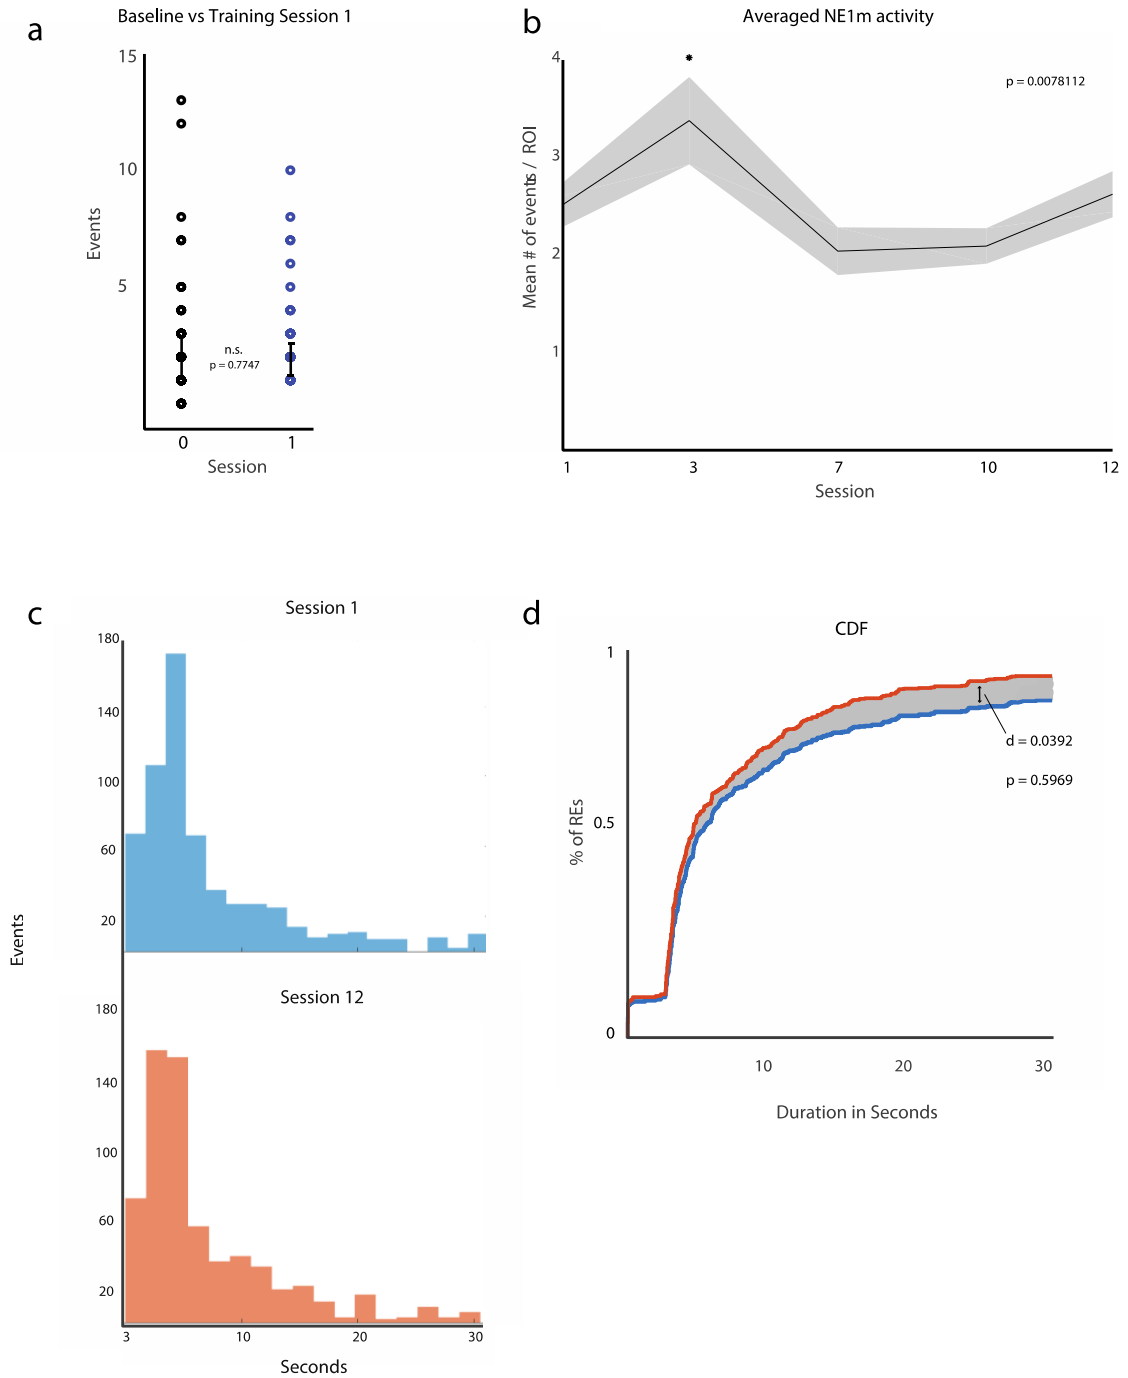 a
Baseline vs Training Session 1
15
10
5
Events
n.s.
p = 0.7747
0
1
Session
b
Averaged NE1m activity
4
3
2
1
Mean # of events / ROI
*
p = 0.0078112
1
3
7
10
12
Session
c
Session 1
180
140
100
60
20
Events
Session 12
180
140
100
60
20
3
10
20
30
Seconds
d
CDF
1
0.5
0
% of REs
d = 0.0392
p = 0.5969
10
20
30
Duration in Seconds